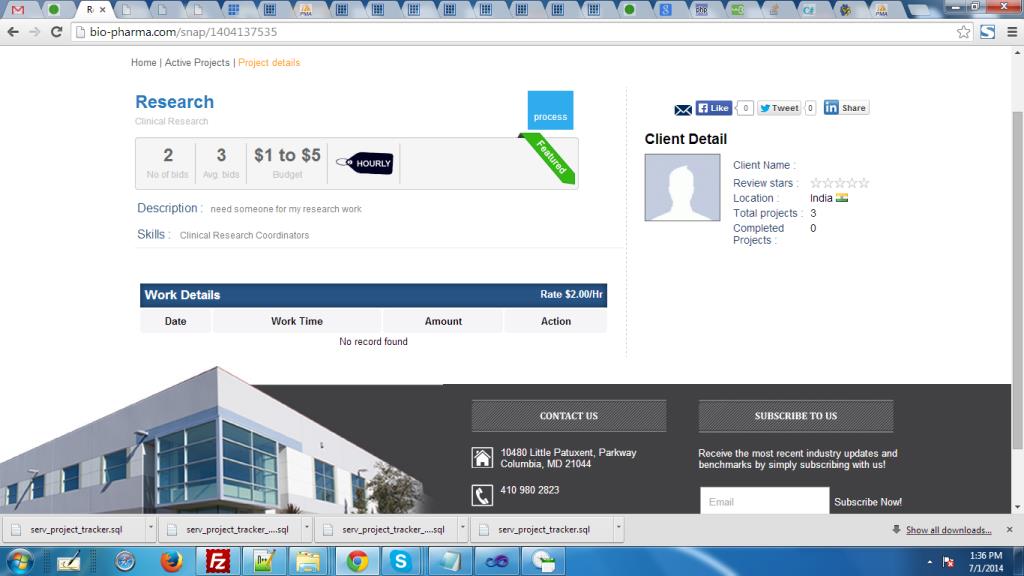 bio-pharma.com/snap/1404137535
Home | Active Projects | Project details
Research
Clinical Research
process
2
No of bids
3
Avg. bids
$1 to $5
Budget
HOURLY
Featured
Description : need someone for my research work
Skills : Clinical Research Coordinators
Work Details Rate $2.00/Hr
Date Work Time Amount Action
No record found
Like 0 Tweet 0 in Share
Client Detail
Client Name :
Review stars :
Location : India
Total projects : 3
Completed 0
Projects :
CONTACT US
10480 Little Patuxent, Parkway
Columbia, MD 21044
410 980 2823
SUBSCRIBE TO US
Receive the most recent industry updates and
benchmarks by simply subscribing with us!
Email Subscribe Now!
serv_project_tracker.sql serv_project_tracker_....sql serv_project_tracker_....sql serv_project_tracker.sql Show all downloads...
1:36 PM
7/1/2014